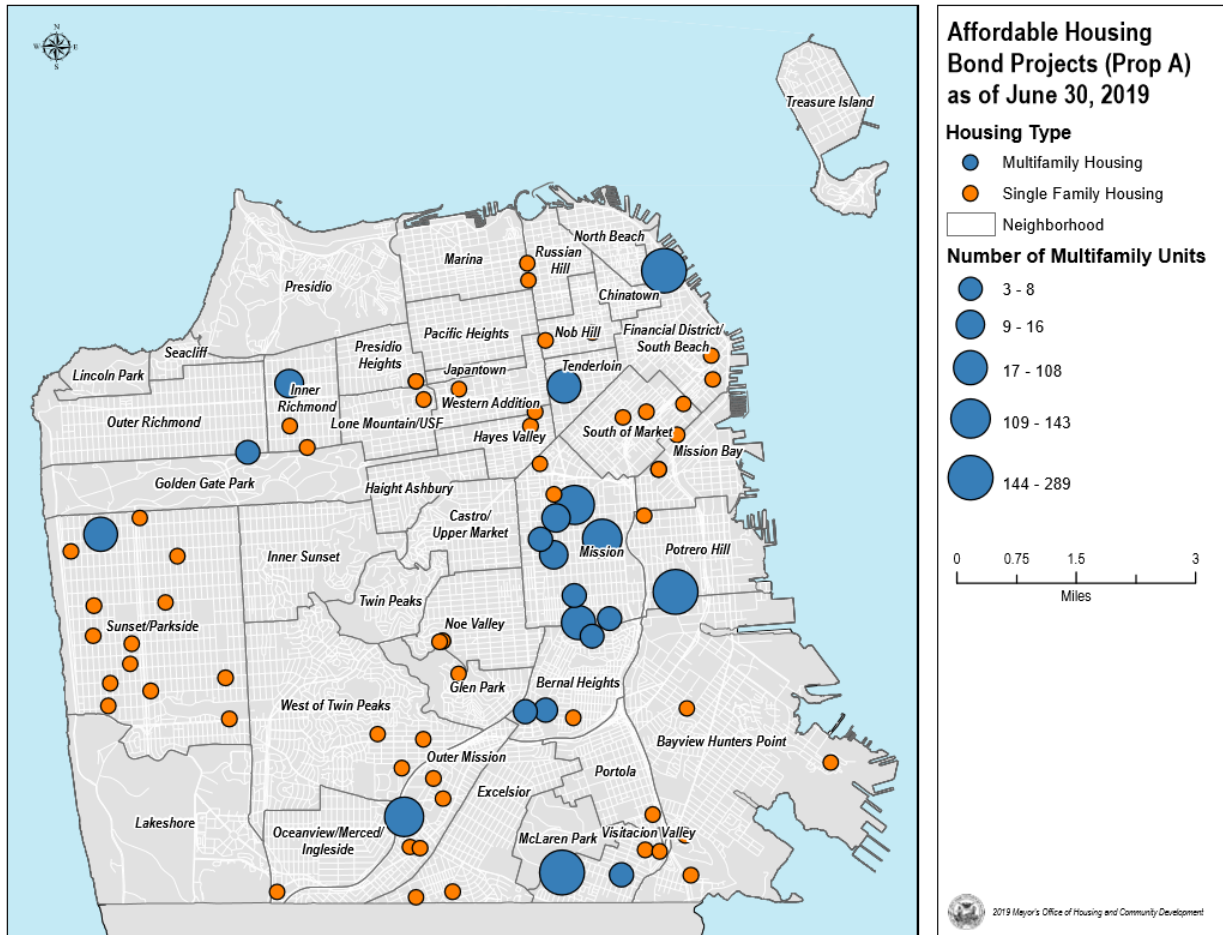 N
W E
S
Treasure Island
North Beach
Russian
Hill
Marina
Presidio
Chinatown
Pacific Heights
Nob Hill
Financial District/
South Beach
Seacliff
Lincoln Park
Presidio
Heights
Japantown
Tenderloin
Inner
Richmond
Western Addition
Outer Richmond
Lone Mountain/USF
Hayes Valley
South of Market
Mission Bay
Golden Gate Park
Haight Ashbury
Castro/
Upper Market
Inner Sunset
Mission
Potrero Hill
Twin Peaks
Sunset/Parkside
Noe Valley
Glen Park
Bernal Heights
West of Twin Peaks
Bayview Hunters Point
Outer Mission
Portola
Excelsior
Lakeshore
Oceanview/Merced/
Ingleside
McLaren Park
Visitacion Valley
Affordable Housing
Bond Projects (Prop A)
as of June 30, 2019
Housing Type
Multifamily Housing
Single Family Housing
Neighborhood
Number of Multifamily Units
3 - 8
9 - 16
17 - 108
109 - 143
144 - 289
0 0.75 1.5 3
Miles
2019 Mayor's Office of Housing and Community Development